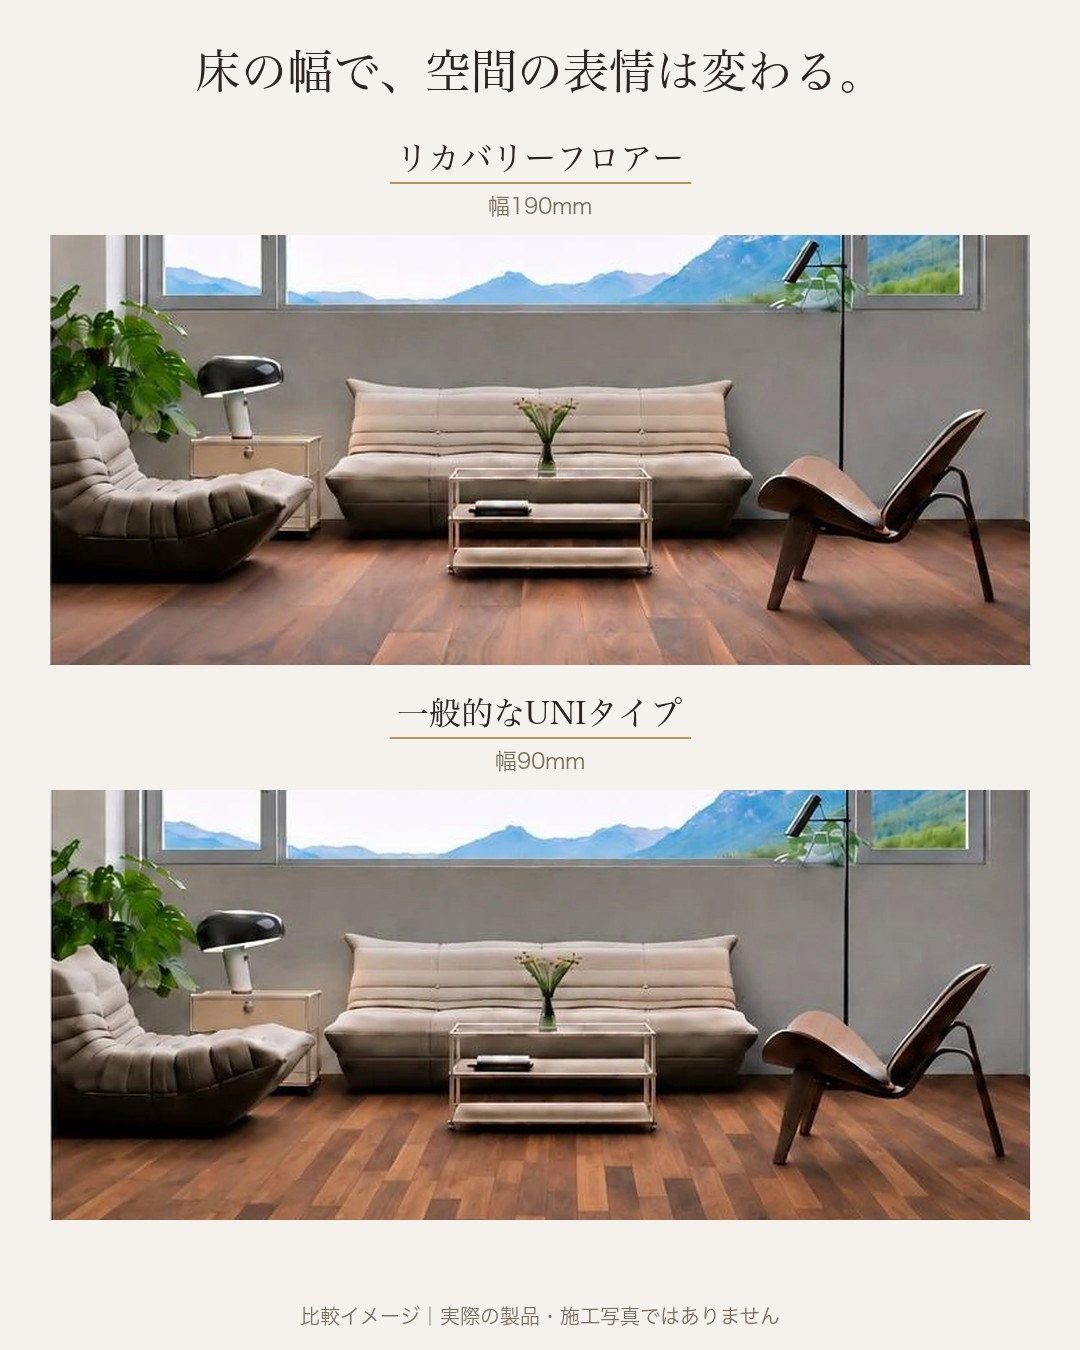 床の幅で、空間の表情は変わる。
リカバリーフロアー
幅190mm
一般的なUNIタイプ
幅90mm
比較イメージ｜実際の製品・施工写真ではありません